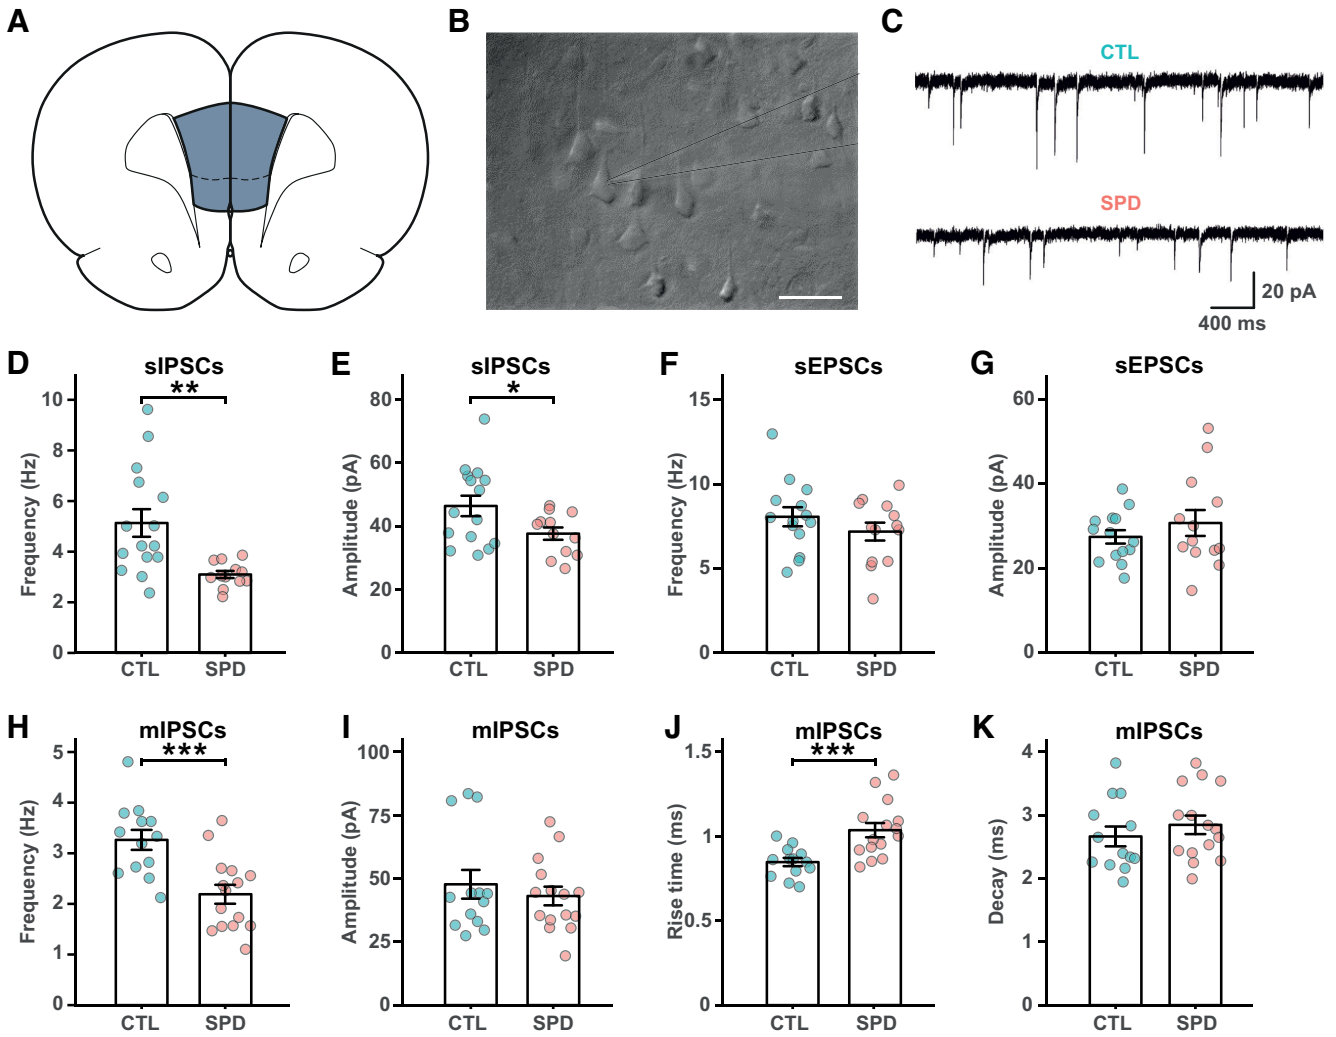 A
B
C
CTL
SPD
20 pA
400 ms
D
sIPSCs
**
Frequency (Hz)
10
8
6
4
2
0
CTL
SPD
E
sIPSCs
*
Amplitude (pA)
80
60
40
20
0
CTL
SPD
F
sEPSCs
Frequency (Hz)
15
10
5
0
CTL
SPD
G
sEPSCs
Amplitude (pA)
60
40
20
0
CTL
SPD
H
mIPSCs
***
Frequency (Hz)
5
4
3
2
1
0
CTL
SPD
I
mIPSCs
Amplitude (pA)
100
75
50
25
0
CTL
SPD
J
mIPSCs
***
Rise time (ms)
1.5
1
0.5
0
CTL
SPD
K
mIPSCs
Decay (ms)
4
3
2
1
0
CTL
SPD